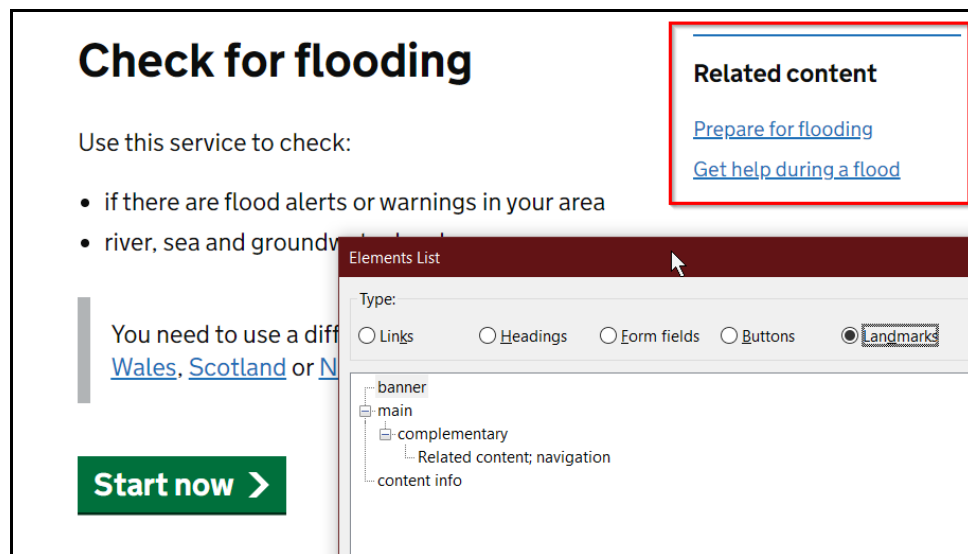 Check for flooding
Use this service to check:
• if there are flood alerts or warnings in your area
• river, sea and
You need to use a
Wales, Scotland or
Start now
Related content
Prepare for flooding
Get help during a flood
Elements List
Type:
Links Headings Form fields Buttons Landmarks
banner
main
complementary
Related content; navigation
content info